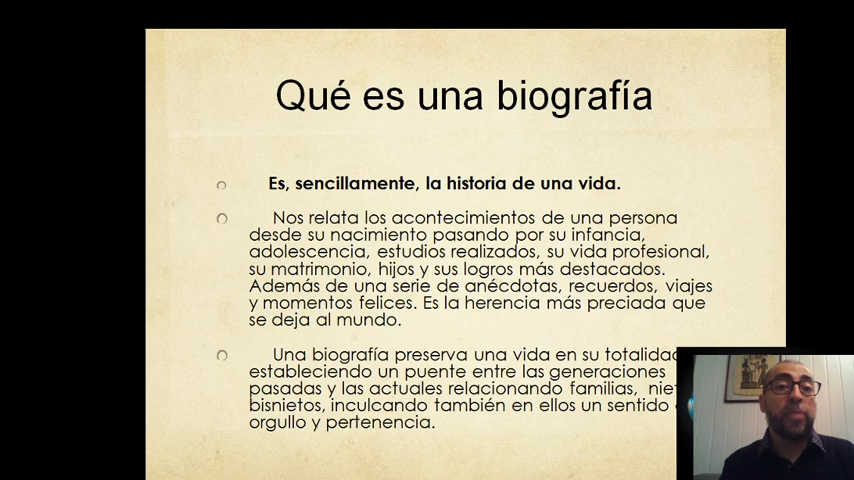 Qué es una biografía
Es, sencillamente, la historia de una vida.
Nos relata los acontecimientos de una persona
desde su nacimiento pasando por su infancia,
adolescencia, estudios realizados, su vida profesional,
su matrimonio, hijos y sus logros más destacados.
Además de una serie de anécdotas, recuerdos, viajes
y momentos felices. Es la herencia más preciada que
se deja al mundo.
Una biografía preserva una vida en su
estableciendo un puente entre las generaciones
pasadas y las actuales relacionando familias,
bisnietos, inculcando también en ellos un sentido
orgullo y pertenencia.